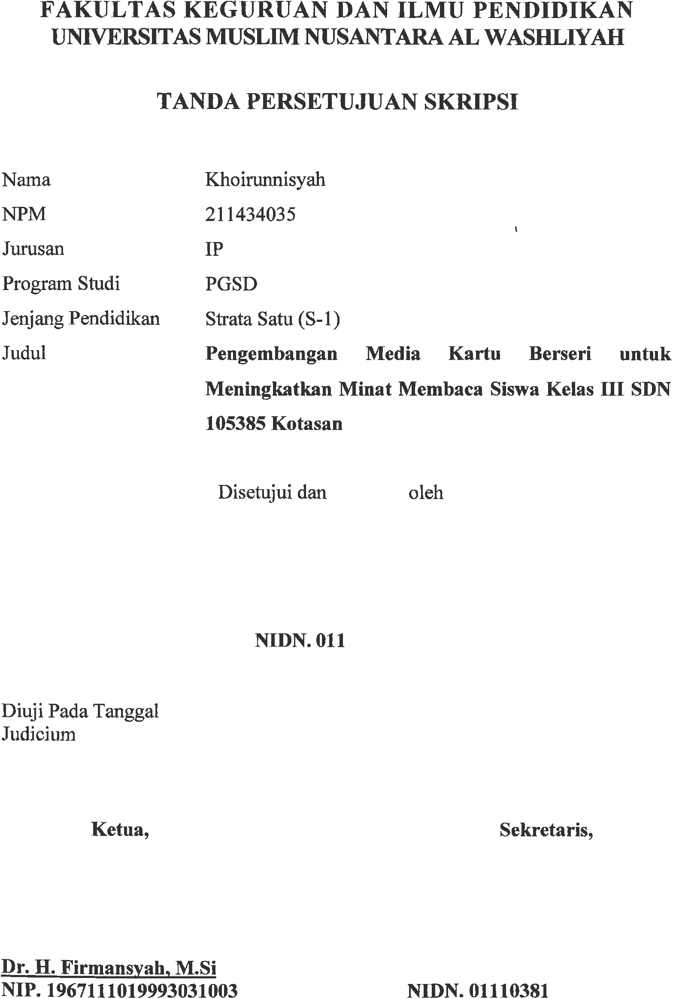 FAKULTAS KEGURUAN DAN ILMU PENDIDIKAN
UNIVERSITAS MUSLIM NUSANTARA AL WASHLIYAH
TANDA PERSETUJUAN SKRIPSI
Nama Khoirunnisyah
NPM 211434035
Jurusan IP
Program Studi PGSD
Jenjang Pendidikan Strata Satu (S-1)
Judul Pengembangan Media Kartu Berseri untuk
Meningkatkan Minat Membaca Siswa Kelas III SDN
105385 Kotasan
Disetujui dan oleh
NIDN. 011
Diuji Pada Tanggal
Judicium
Ketua, Sekretaris,
Dr. H. Firmansyah, M.Si
NIP. 1967111019993031003 NIDN. 01110381